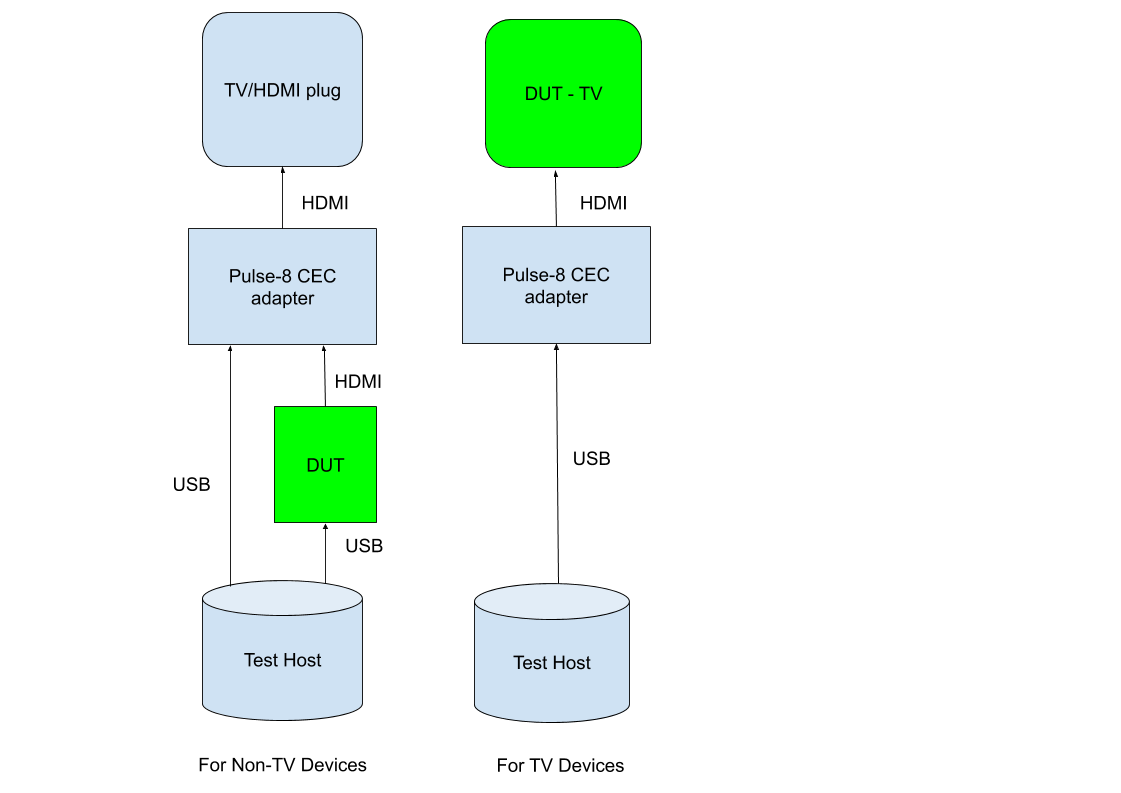 TV/HDMI plug
HDMI
Pulse-8 CEC
adapter
HDMI
DUT
USB
USB
Test Host
For Non-TV Devices
DUT - TV
HDMI
Pulse-8 CEC
adapter
USB
Test Host
For TV Devices